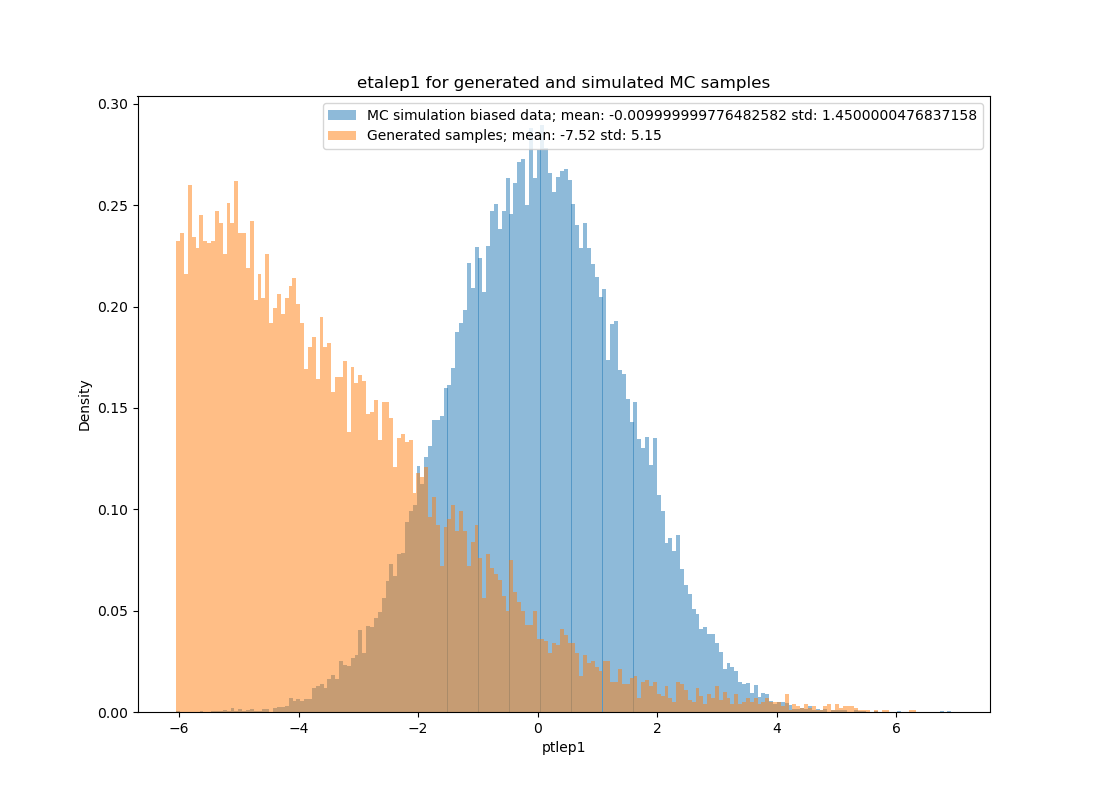 etalep1 for generated and simulated MC samples
MC simulation biased data; mean: -0.009999999776482582 std: 1.4500000476837158
Generated samples; mean: -7.52 std: 5.15
0.30
0.25
0.20
0.15
0.10
0.05
0.00
Density
−6 −4 −2 0 2 4 6
ptlep1